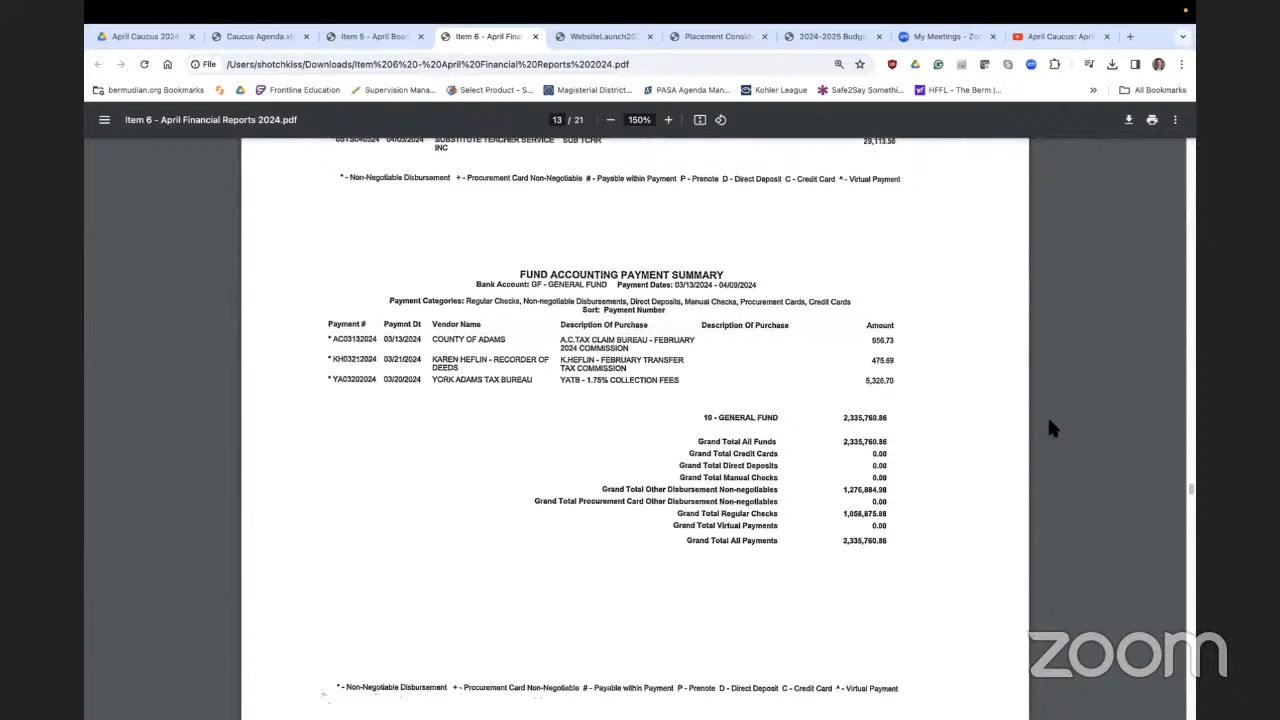 April Caucus 2024
Caucus Agenda.xl
Item 5 - April Boar
Item 6 - April Fina
WebsiteLaunch20
Placement Consid
2024-2025 Budge
My Meetings - Zo
April Caucus: Apr
File /Users/shotchkiss/Downloads/Item%206%20-%20April%20Financial%20Reports%202024.pdf
bermudian.org Bookmarks
Frontline Education
Supervision Mana...
Select Product - S...
Magisterial District...
PASA Agenda Man...
Kohler League
Safe2Say Somethi...
HFFL - The Berm |...
All Bookmarks
Item 6 - April Financial Reports 2024.pdf 13 / 21 150%
SUBSTITUTE TEACHER SERVICE SUB TCHR 29,113.56
INC
* - Non-Negotiable Disbursement + - Procurement Card Non-Negotiable # - Payable within Payment P - Prenote D - Direct Deposit C - Credit Card ^ - Virtual Payment
FUND ACCOUNTING PAYMENT SUMMARY
Bank Account: GF - GENERAL FUND Payment Dates: 03/13/2024 - 04/09/2024
Payment Categories: Regular Checks, Non-negotiable Disbursements, Direct Deposits, Manual Checks, Procurement Cards, Credit Cards
Sort: Payment Number
Payment # Paymnt Dt Vendor Name Description Of Purchase Description Of Purchase Amount
* AC03132024 03/13/2024 COUNTY OF ADAMS A.C.TAX CLAIM BUREAU - FEBRUARY 956.73
2024 COMMISSION
* KH03212024 03/21/2024 KAREN HEFLIN - RECORDER OF K.HEFLIN - FEBRUARY TRANSFER 475.69
DEEDS TAX COMMISSION
* YA03202024 03/20/2024 YORK ADAMS TAX BUREAU YATB - 1.75% COLLECTION FEES 5,326.70
10 - GENERAL FUND 2,335,760.86
Grand Total All Funds 2,335,760.86
Grand Total Credit Cards 0.00
Grand Total Direct Deposits 0.00
Grand Total Manual Checks 0.00
Grand Total Other Disbursement Non-negotiables 1,276,884.98
Grand Total Procurement Card Other Disbursement Non-negotiables 0.00
Grand Total Regular Checks 1,058,875.88
Grand Total Virtual Payments 0.00
Grand Total All Payments 2,335,760.86
zoom
* - Non-Negotiable Disbursement + - Procurement Card Non-Negotiable # - Payable within Payment P - Prenote D - Direct Deposit C - Credit Card ^ - Virtual Payment